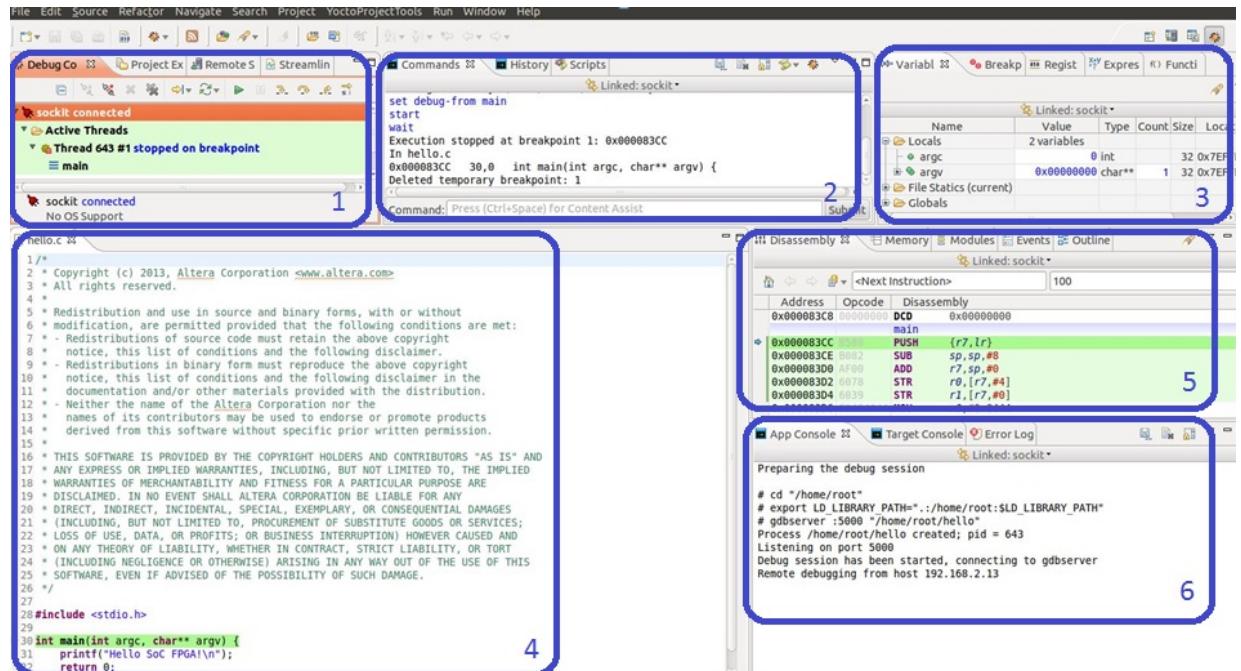 File Edit Source Refactor Navigate Search Project YoctoProjectTools Run Window Help
Debug Co Project Ex Remote S Streamlin
sockit connected
Active Threads
Thread 643 #1 stopped on breakpoint
main
sockit connected
No OS Support
1
Commands History Scripts
Linked: sockit
set debug-from main
start
wait
Execution stopped at breakpoint 1: 0x000083CC
In hello.c
0x000083CC 30,0 int main(int argc, char** argv) {
Deleted temporary breakpoint: 1
Command: Press (Ctrl+Space) for Content Assist Submit
2
Variabl Breakp Regist Expres Functi
Linked: sockit
Name Value Type Count Size Loca
Locals 2 variables
argc 0 int 32 0x7EF
argv 0x00000000 char** 1 32 0x7EF
File Statics (current)
Globals
3
hello.c
1 /*
2 * Copyright (c) 2013, Altera Corporation <www.altera.com>
3 * All rights reserved.
4 *
5 * Redistribution and use in source and binary forms, with or without
6 * modification, are permitted provided that the following conditions are met:
7 * - Redistributions of source code must retain the above copyright
8 * notice, this list of conditions and the following disclaimer.
9 * - Redistributions in binary form must reproduce the above copyright
10 * notice, this list of conditions and the following disclaimer in the
11 * documentation and/or other materials provided with the distribution.
12 * - Neither the name of the Altera Corporation nor the
13 * names of its contributors may be used to endorse or promote products
14 * derived from this software without specific prior written permission.
15 *
16 * THIS SOFTWARE IS PROVIDED BY THE COPYRIGHT HOLDERS AND CONTRIBUTORS "AS IS" AND
17 * ANY EXPRESS OR IMPLIED WARRANTIES, INCLUDING, BUT NOT LIMITED TO, THE IMPLIED
18 * WARRANTIES OF MERCHANTABILITY AND FITNESS FOR A PARTICULAR PURPOSE ARE
19 * DISCLAIMED. IN NO EVENT SHALL ALTERA CORPORATION BE LIABLE FOR ANY
20 * DIRECT, INDIRECT, INCIDENTAL, SPECIAL, EXEMPLARY, OR CONSEQUENTIAL DAMAGES
21 * (INCLUDING, BUT NOT LIMITED TO, PROCUREMENT OF SUBSTITUTE GOODS OR SERVICES;
22 * LOSS OF USE, DATA, OR PROFITS; OR BUSINESS INTERRUPTION) HOWEVER CAUSED AND
23 * ON ANY THEORY OF LIABILITY, WHETHER IN CONTRACT, STRICT LIABILITY, OR TORT
24 * (INCLUDING NEGLIGENCE OR OTHERWISE) ARISING IN ANY WAY OUT OF THE USE OF THIS
25 * SOFTWARE, EVEN IF ADVISED OF THE POSSIBILITY OF SUCH DAMAGE.
26 */
27
28 #include <stdio.h>
29
30 int main(int argc, char** argv) {
31 printf("Hello SoC FPGA!\n");
32 return 0;
4
Disassembly Memory Modules Events Outline
Linked: sockit
<Next Instruction> 100
Address Opcode Disassembly
0x000083C8 00000000 DCD 0x00000000
main
0x000083CC B580 PUSH {r7,lr}
0x000083CE B082 SUB sp,sp,#8
0x000083D0 AF00 ADD r7,sp,#0
0x000083D2 6078 STR r0,[r7,#4]
0x000083D4 6039 STR r1,[r7,#0]
5
App Console Target Console Error Log
Linked: sockit
Preparing the debug session
# cd "/home/root"
# export LD_LIBRARY_PATH=".:/home/root:$LD_LIBRARY_PATH"
# gdbserver :5000 "/home/root/hello"
Process /home/root/hello created; pid = 643
Listening on port 5000
Debug session has been started, connecting to gdbserver
Remote debugging from host 192.168.2.13
6